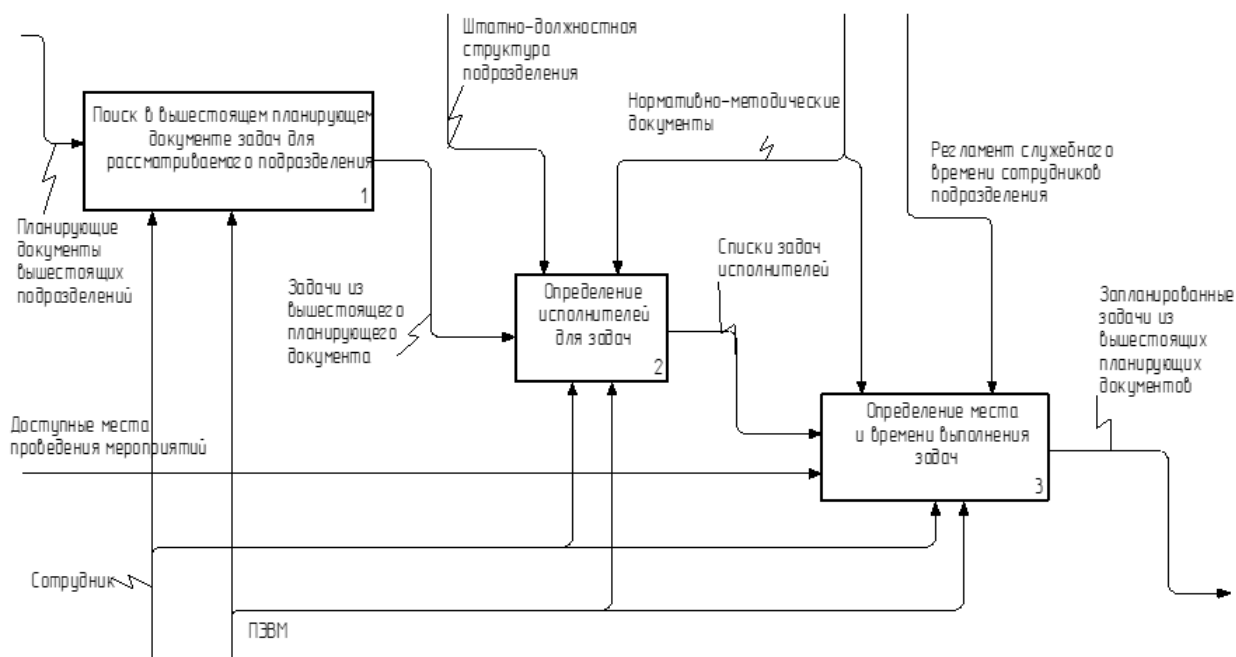 Штатно-должностная
структура
подразделения
Поиск в вышестоящем планирующем
документе задач для
рассматриваемого подразделения
1
Нормативно-методические
документы
Регламент служебного
времени сотрудников
подразделения
Планирующие
документы
вышестоящих
подразделений
Задачи из
вышестоящего
планирующего
документа
Определение
исполнителей
для задач
2
Списки задач
исполнителей
Запланированные
задачи из
вышестоящих
планирующих
документов
Доступные места
проведения мероприятий
Определение места
и времени выполнения
задач
3
Сотрудник
ПЭВМ